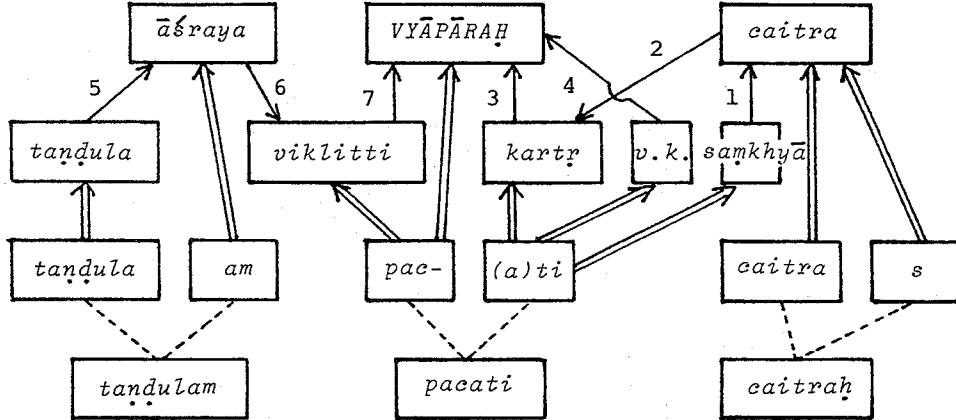 āśraya VYĀPĀRAḤ caitra
5 6 7 3 4 2 1
taṇḍula viklitti kartṛ v.k. saṃkhyā
taṇḍula am pac- (a)ti caitra s
taṇḍulam pacati caitraḥ